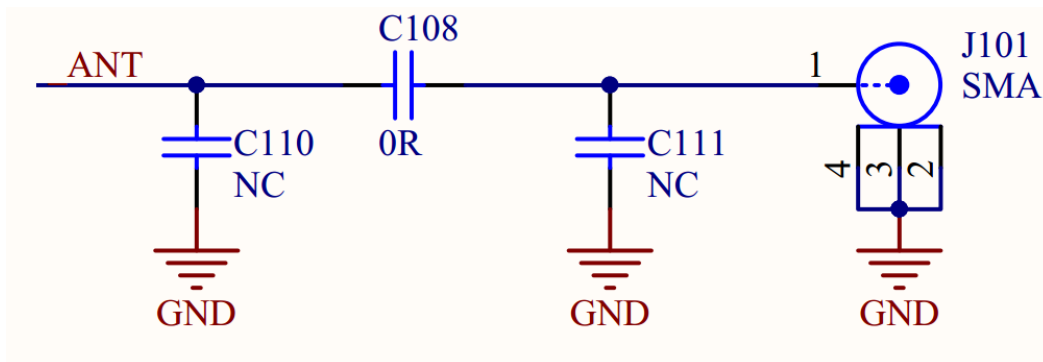 ANT
C108
0R
C110
NC
C111
NC
1
J101
SMA
4
3
2
GND
GND
GND